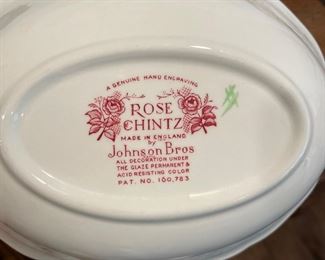 A GENUINE HAND ENGRAVING
ROSE
CHINTZ
MADE IN ENGLAND
by
Johnson Bros
ALL DECORATION UNDER
THE GLAZE PERMANENT &
ACID RESISTING COLOR
PAT. NO. 160,783